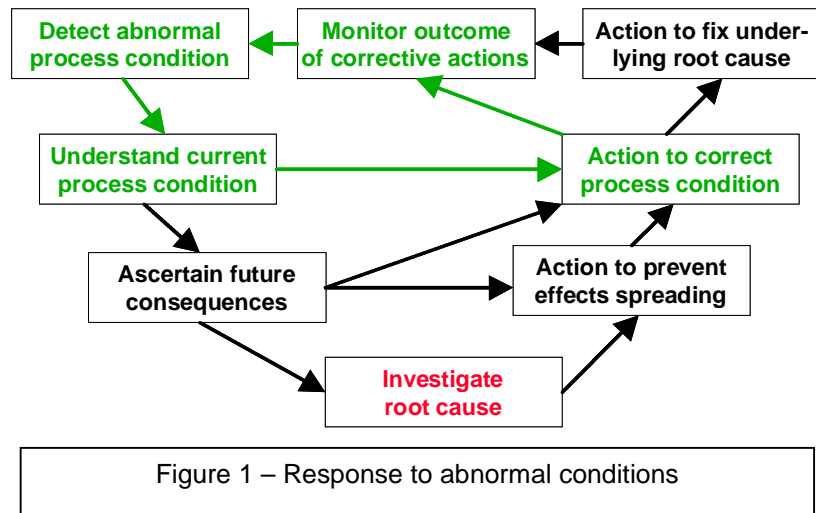 Detect abnormal
process condition
Monitor outcome
of corrective actions
Action to fix under-
lying root cause
Understand current
process condition
Action to correct
process condition
Ascertain future
consequences
Action to prevent
effects spreading
Investigate
root cause
Figure 1 – Response to abnormal conditions